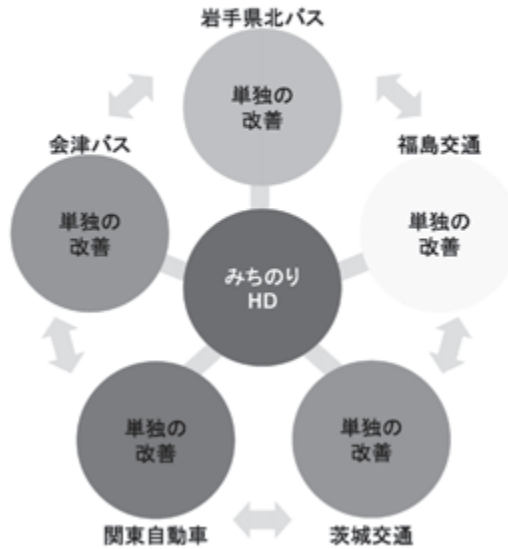 岩手県北バス
単独の
改善
会津バス
単独の
改善
福島交通
単独の
改善
みちのり
HD
単独の
改善
関東自動車
単独の
改善
茨城交通